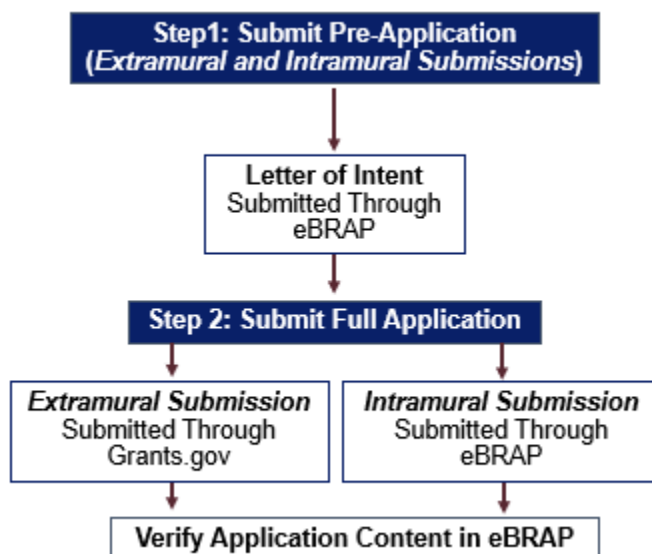 Step1: Submit Pre-Application
(Extramural and Intramural Submissions)
Letter of Intent
Submitted Through
eBRAP
Step 2: Submit Full Application
Extramural Submission
Submitted Through
Grants.gov
Intramural Submission
Submitted Through
eBRAP
Verify Application Content in eBRAP